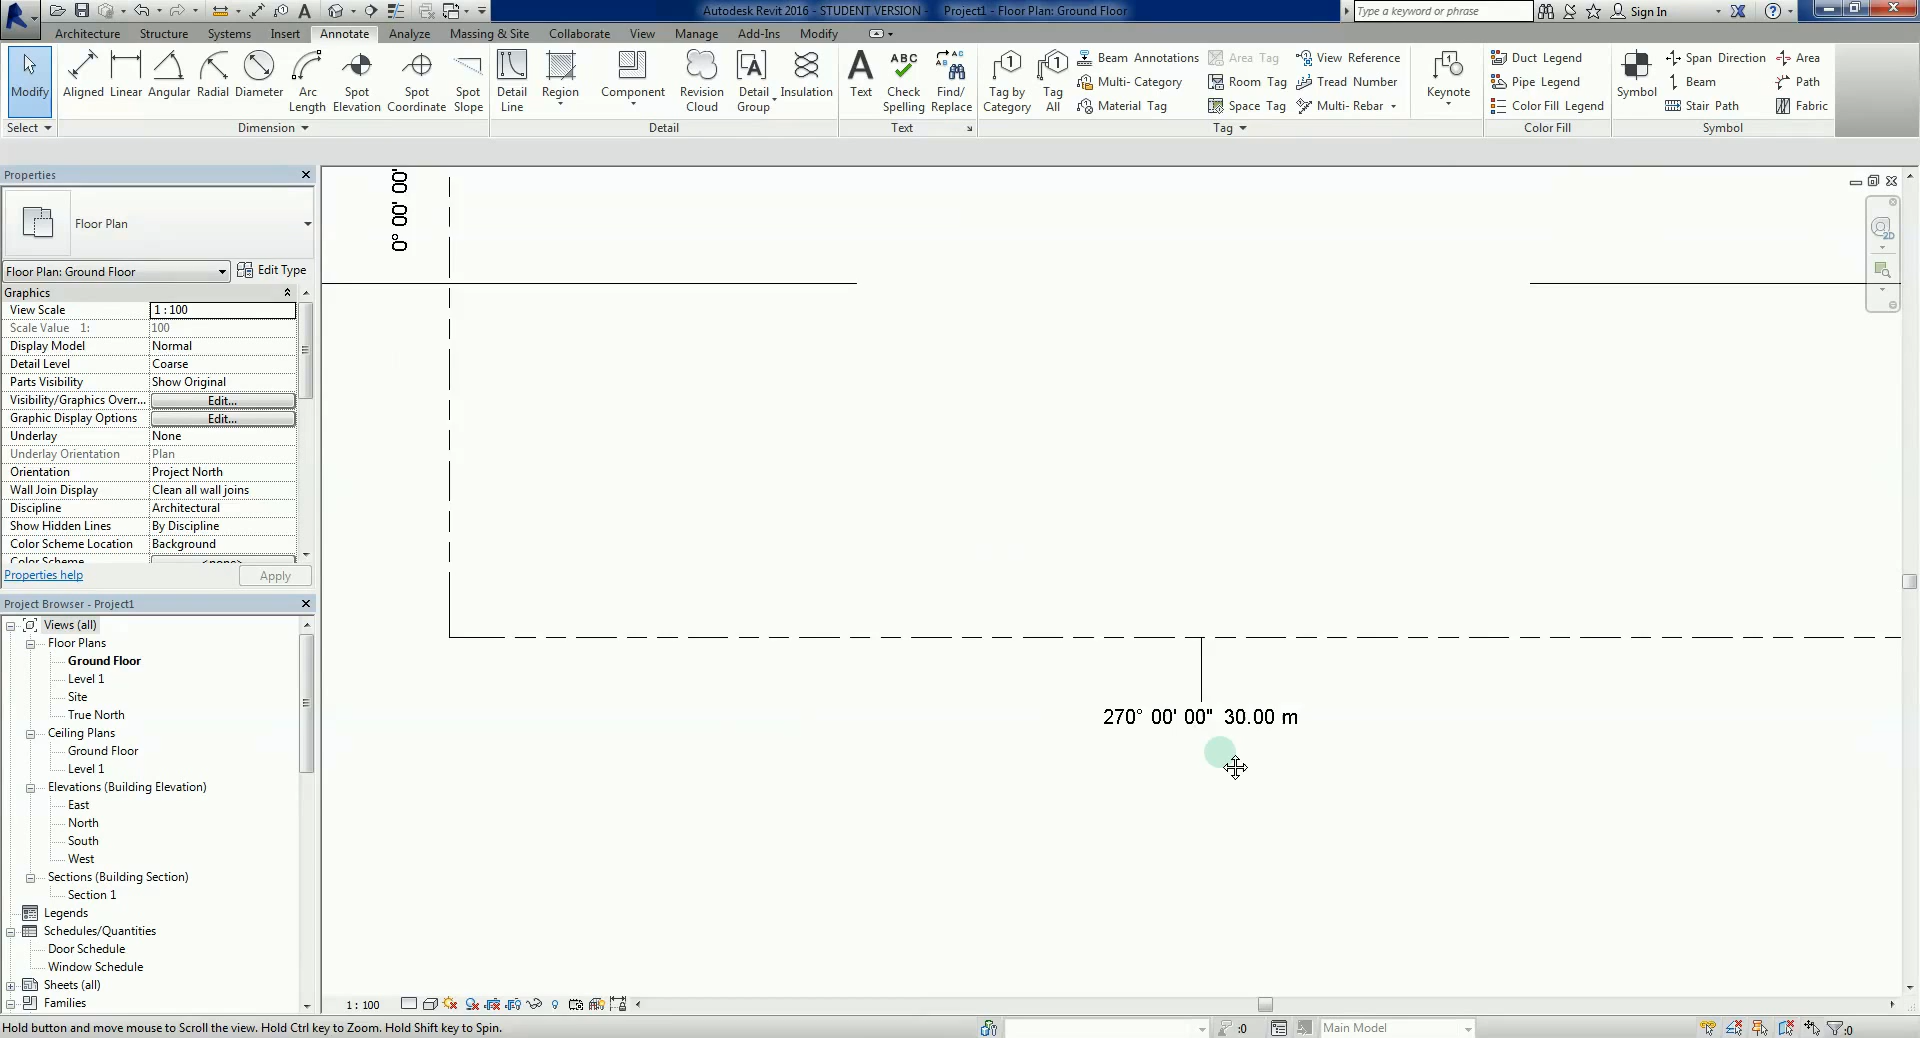 Autodesk Revit 2016 - STUDENT VERSION - Project1 - Floor Plan: Ground Floor
Type a keyword or phrase
Sign In
Architecture Structure Systems Insert Annotate Analyze Massing & Site Collaborate View Manage Add-Ins Modify
Modify
Aligned Linear Angular Radial Diameter Arc Length Spot Elevation Spot Coordinate Spot Slope
Detail Line Region Component Revision Cloud Detail Group Insulation
Text Check Spelling Find/ Replace
Tag by Category Tag All
Beam Annotations Area Tag View Reference
Multi- Category Room Tag Tread Number
Material Tag Space Tag Multi- Rebar
Keynote
Duct Legend
Pipe Legend
Color Fill Legend
Symbol
Span Direction Area
Beam Path
Stair Path Fabric
Select Dimension Detail Text Tag Color Fill Symbol
Properties
Floor Plan
Floor Plan: Ground Floor Edit Type
Graphics
View Scale 1 : 100
Scale Value 1: 100
Display Model Normal
Detail Level Coarse
Parts Visibility Show Original
Visibility/Graphics Overr... Edit...
Graphic Display Options Edit...
Underlay None
Underlay Orientation Plan
Orientation Project North
Wall Join Display Clean all wall joins
Discipline Architectural
Show Hidden Lines By Discipline
Color Scheme Location Background
Color Scheme <none>
Properties help Apply
Project Browser - Project1
Views (all)
Floor Plans
Ground Floor
Level 1
Site
True North
Ceiling Plans
Ground Floor
Level 1
Elevations (Building Elevation)
East
North
South
West
Sections (Building Section)
Section 1
Legends
Schedules/Quantities
Door Schedule
Window Schedule
Sheets (all)
Families
0° 00' 00'
2D
270° 00' 00" 30.00 m
1 : 100
Hold button and move mouse to Scroll the view. Hold Ctrl key to Zoom. Hold Shift key to Spin.
:0
Main Model
:0